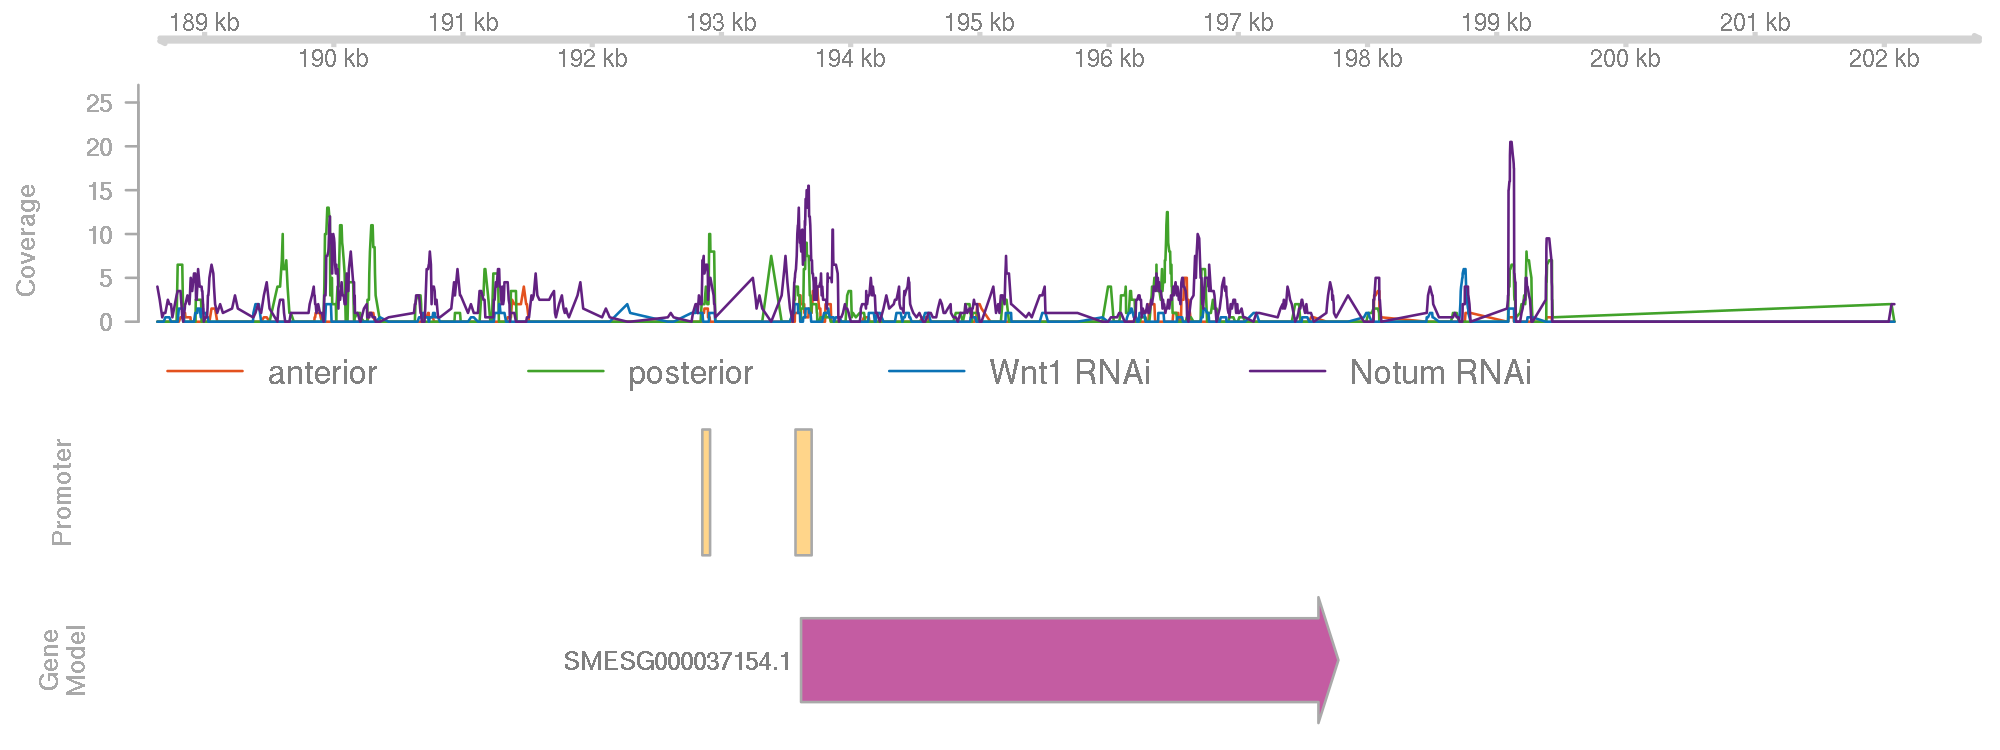 189 kb 191 kb 193 kb 195 kb 197 kb 199 kb 201 kb
190 kb 192 kb 194 kb 196 kb 198 kb 200 kb 202 kb
Coverage
25
20
15
10
5
0
anterior posterior Wnt1 RNAi Notum RNAi
Promoter
Gene
Model
SMESG000037154.1